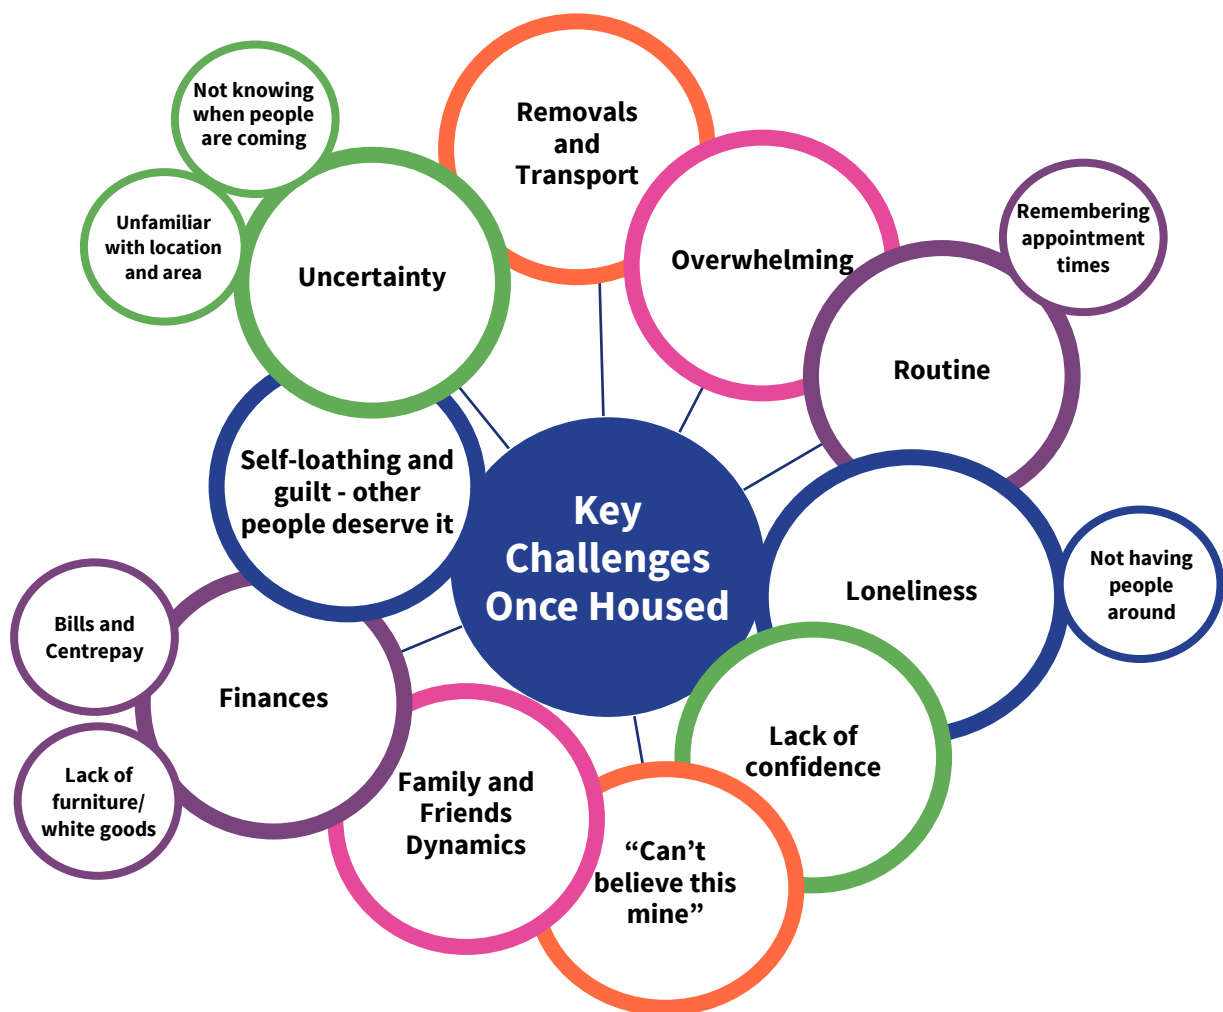 Key
Challenges
Once Housed
Removals
and
Transport
Overwhelming
Routine
Remembering
appointment
times
Loneliness
Not having
people
around
Lack of
confidence
“Can’t
believe this
mine”
Family and
Friends
Dynamics
Finances
Bills and
Centrepay
Lack of
furniture/
white goods
Self-loathing and
guilt - other
people deserve it
Uncertainty
Not knowing
when people
are coming
Unfamiliar
with location
and area